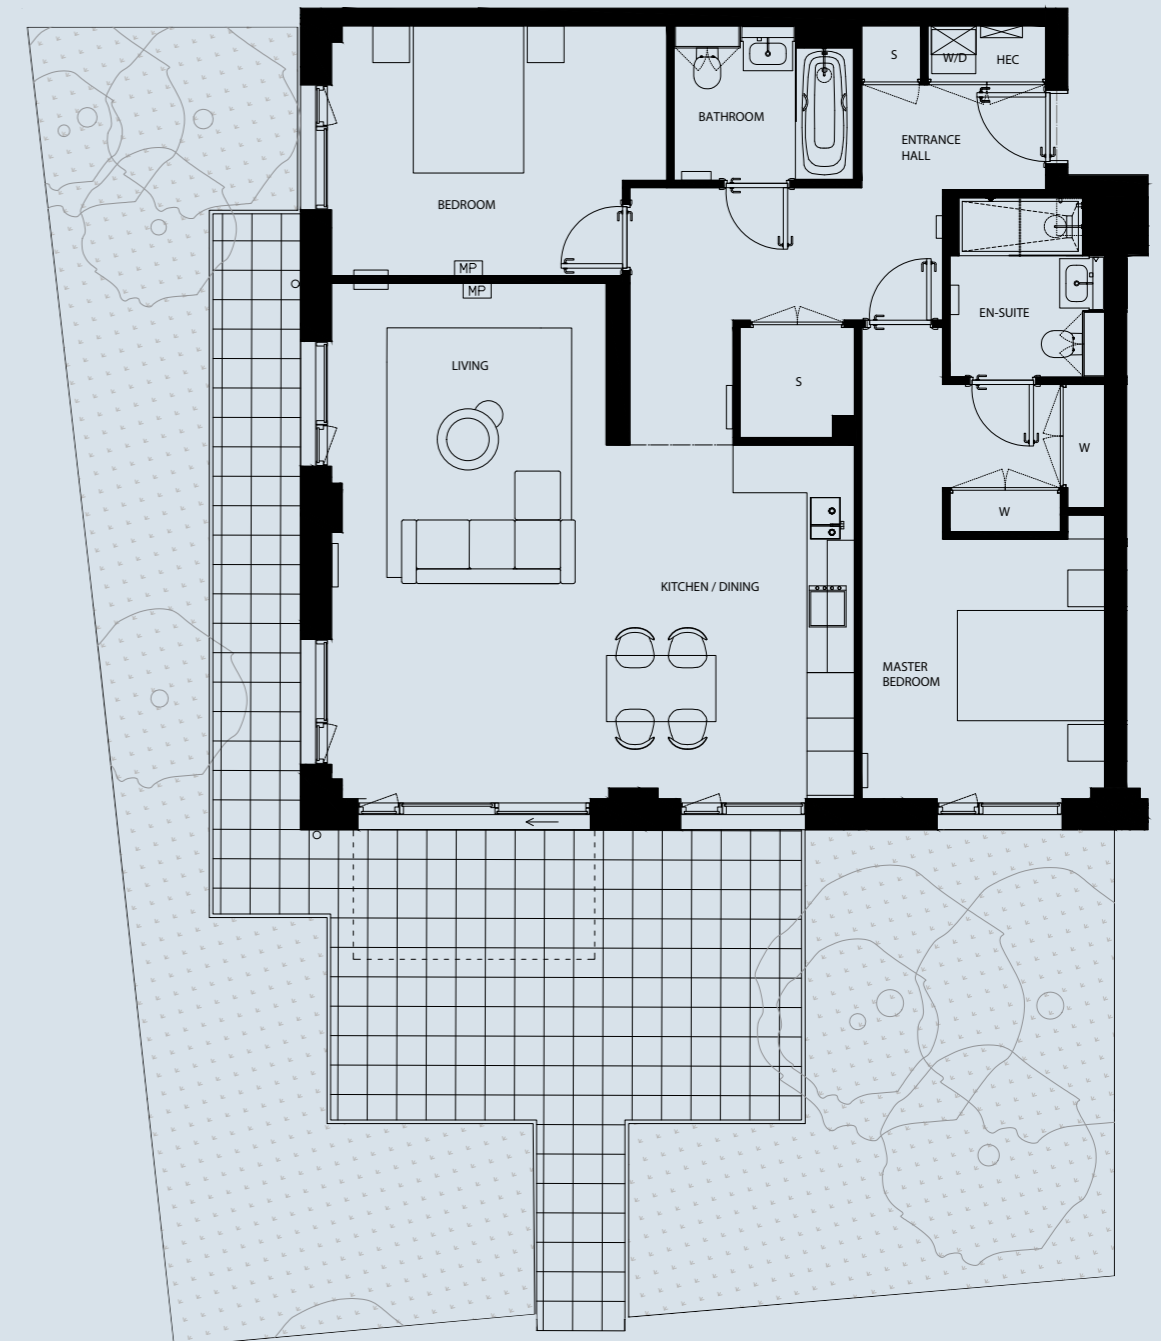 S
W/D
HEC
BATHROOM
ENTRANCE
HALL
BEDROOM
MP
MP
EN-SUITE
LIVING
S
W
W
KITCHEN / DINING
MASTER
BEDROOM